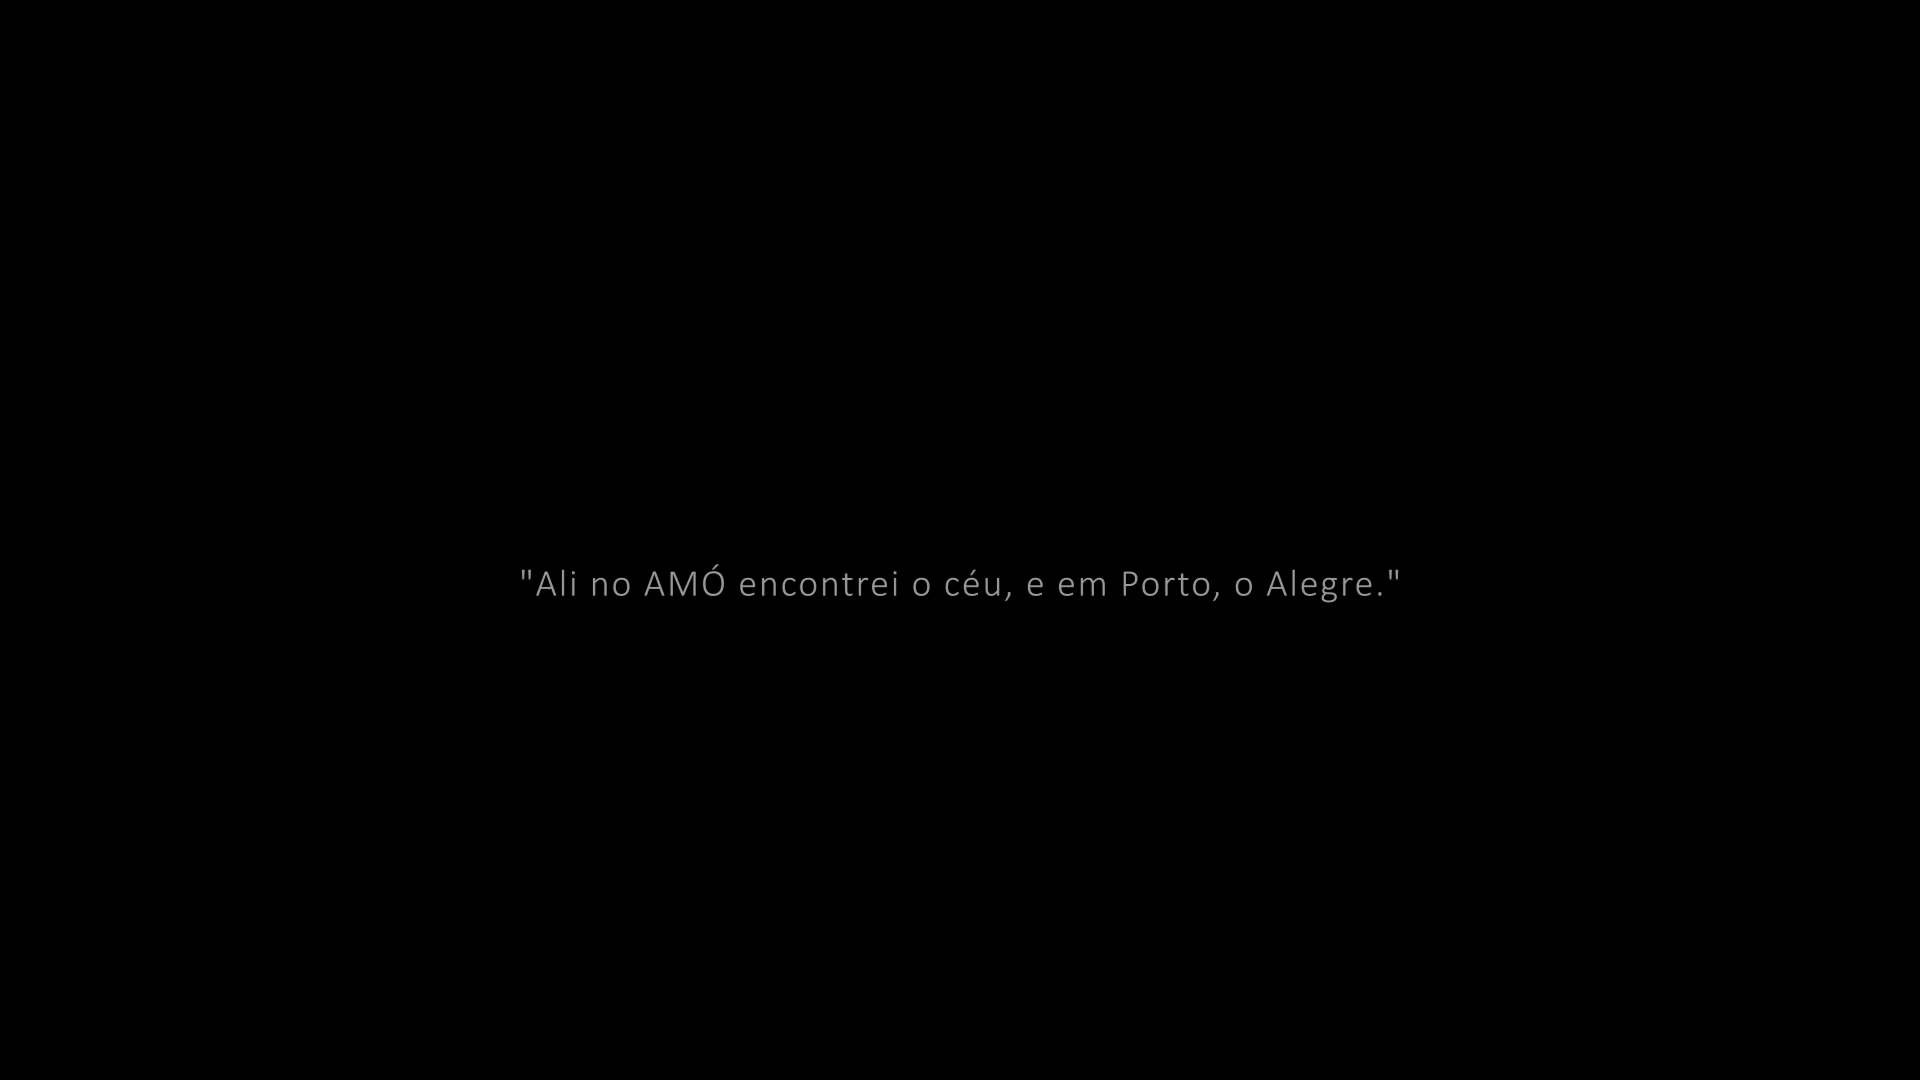 "Ali no AMÓ encontrei o céu, e em Porto, o Alegre."